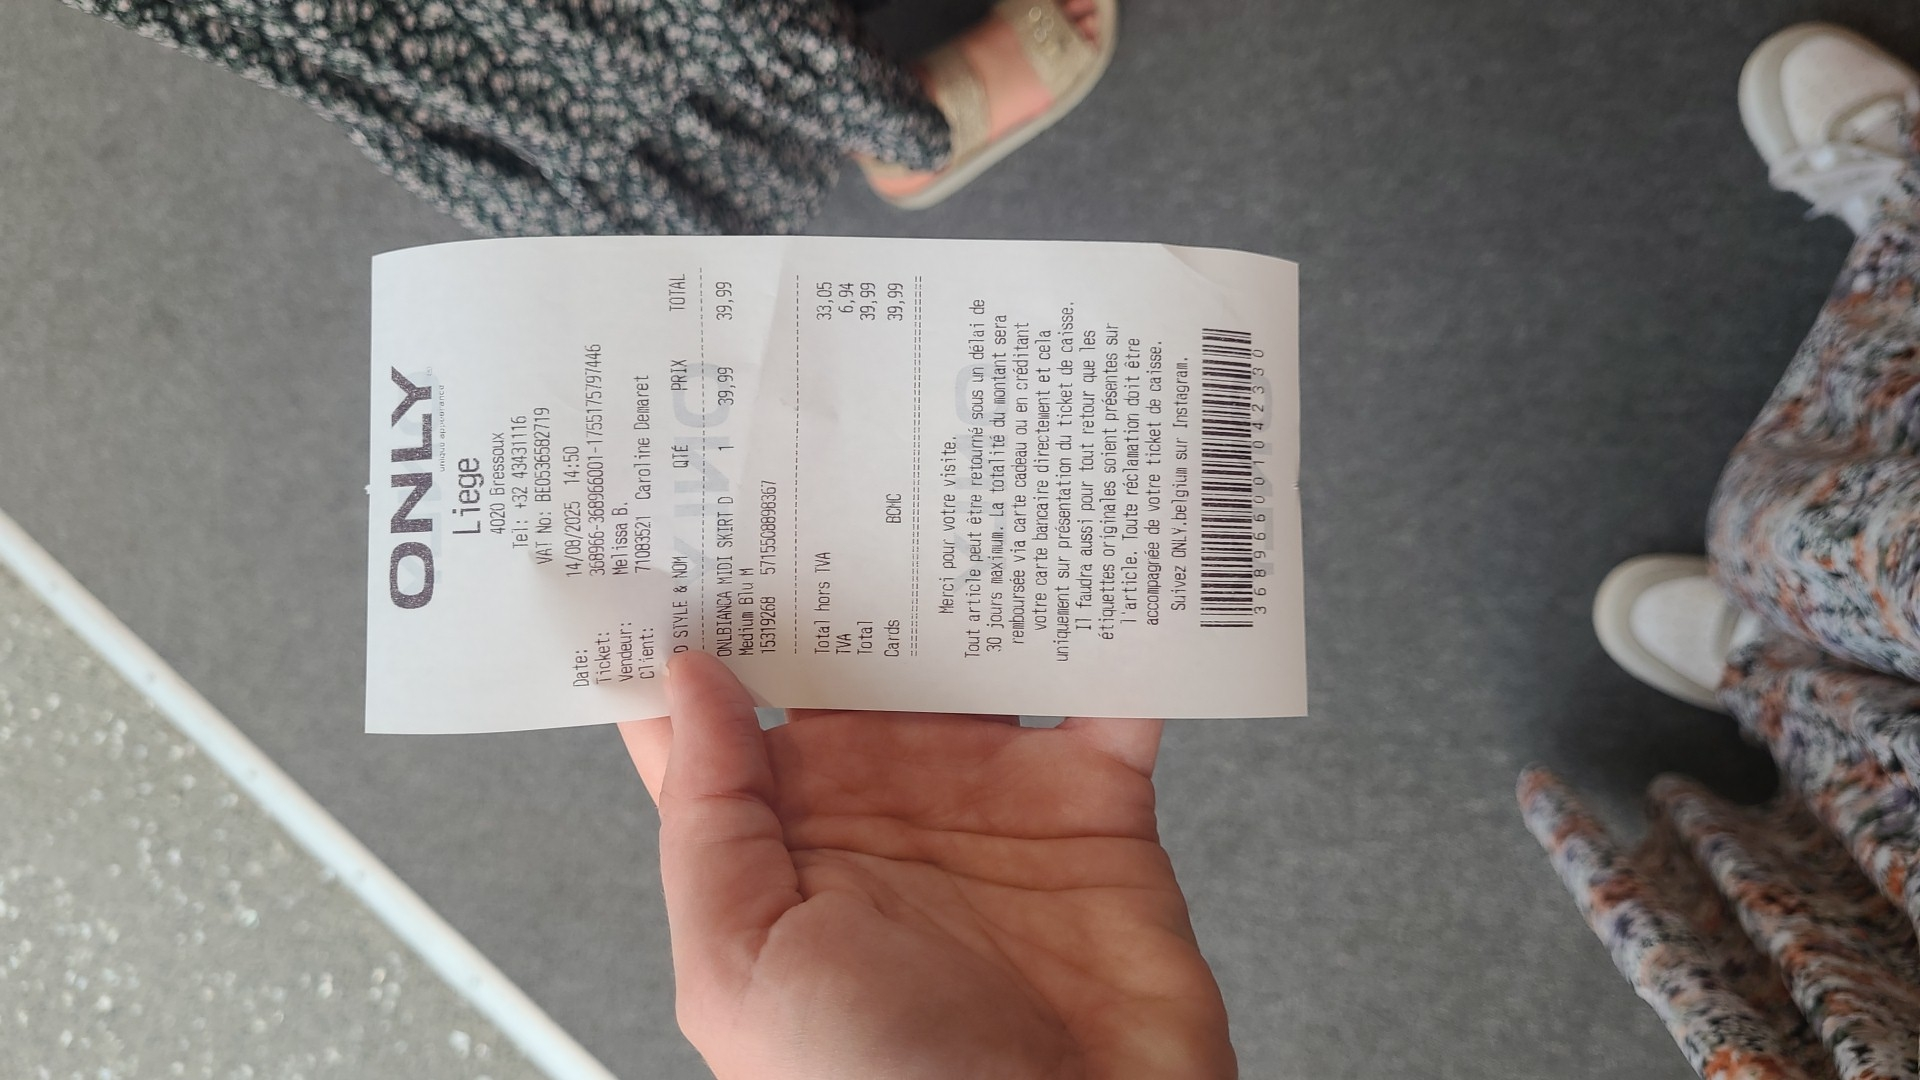 ONLY
unique appearance
Liege
4020 Bressoux
Tel: +32 43431116
VAT No: BE0536582719
Date: 14/08/2025 14:50
Ticket: 368966-368966001-1755175797446
Vendeur: Melissa B.
Client: 71083521 Caroline Demaret
D STYLE & NOM QTÉ PRIX TOTAL
ONLBIANCA MIDI SKIRT D 1 39,99 39,99
Medium Blu M
15319268 5715508898367
Total hors TVA 33,05
TVA 6,94
Total 39,99
Cards BCMC 39,99
Merci pour votre visite.
Tout article peut être retourné sous un délai de
30 jours maximum. La totalité du montant sera
remboursée via carte cadeau ou en créditant
votre carte bancaire directement et cela
uniquement sur présentation du ticket de caisse.
Il faudra aussi pour tout retour que les
étiquettes originales soient présentes sur
l'article. Toute réclamation doit être
accompagnée de votre ticket de caisse.
Suivez ONLY.belgium sur Instagram.
368966001042330